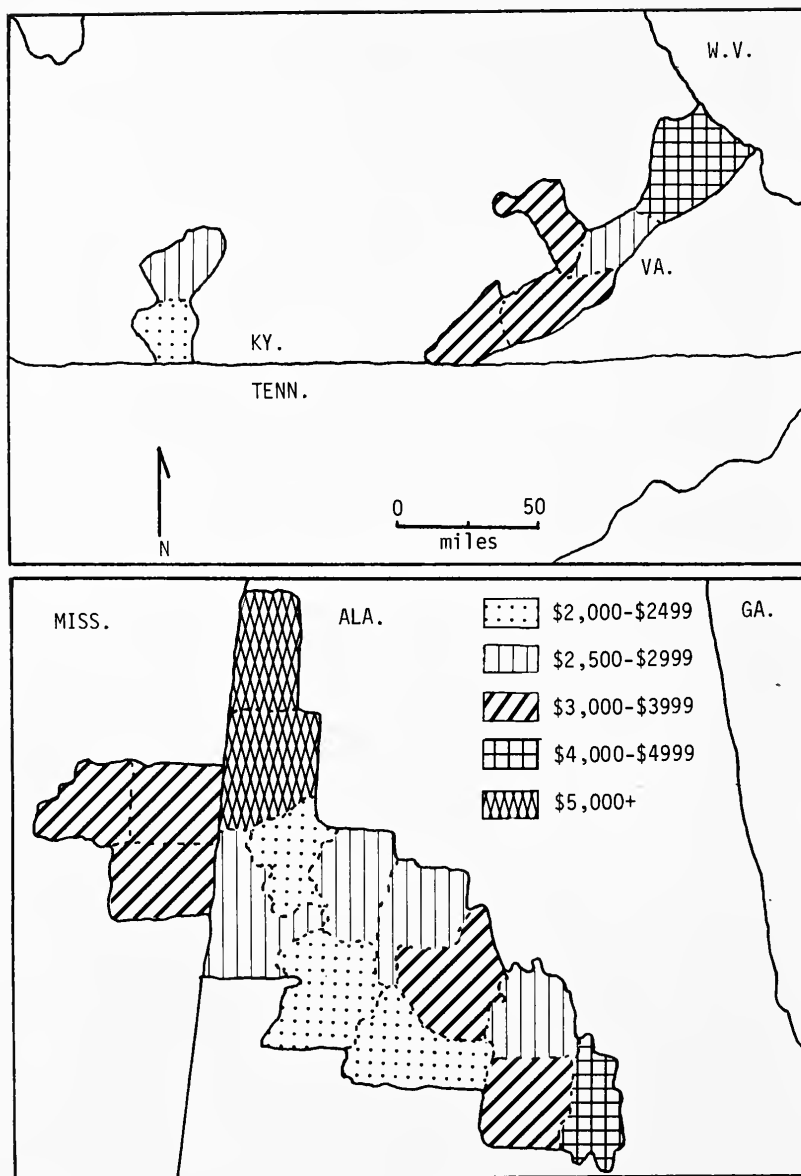 W.V.
VA.
KY.
TENN.
N
0 50
miles
MISS.
ALA.
GA.
$2,000-$2499
$2,500-$2999
$3,000-$3999
$4,000-$4999
$5,000+